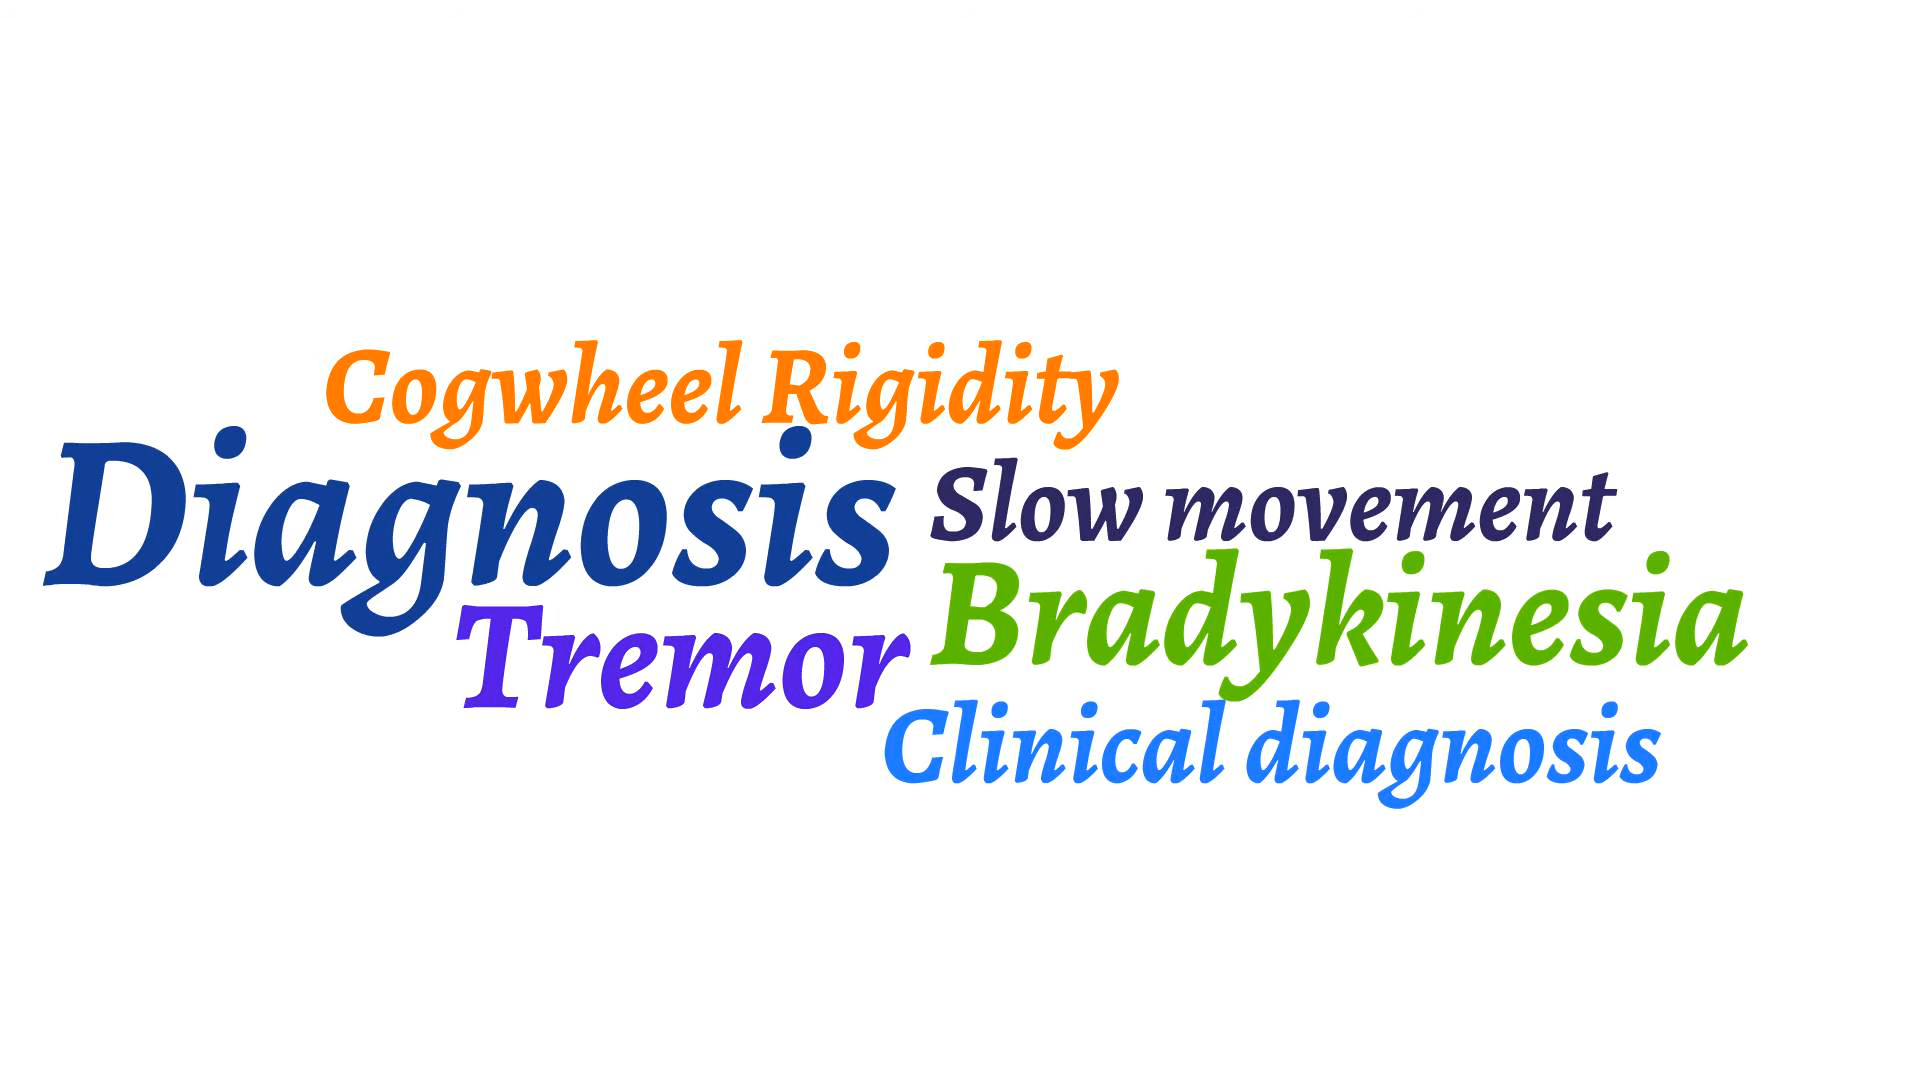 Cogwheel Rigidity
Diagnosis
Slow movement
Bradykinesia
Tremor
Clinical diagnosis